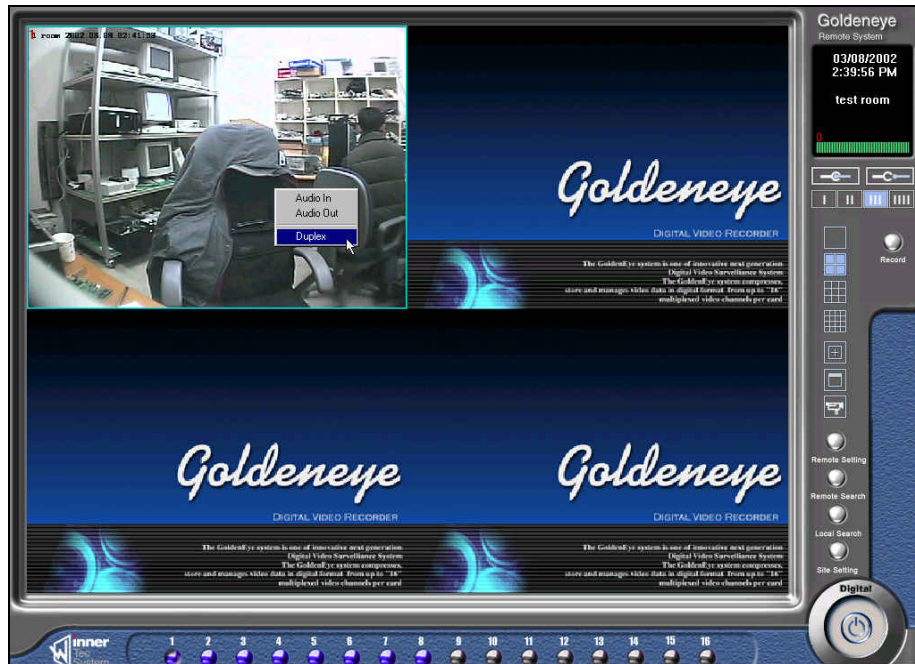 1 room 2002.03.08 02:41:98
Audio In
Audio Out
Duplex
Goldeneye
DIGITAL VIDEO RECORDER
The GoldenEye system is one of innovative next generation
Digital Video Survelliance System
The GoldenEye system compresses,
store and manages video data in digital format from up to "16"
multiplexed video channels per card
Goldeneye
DIGITAL VIDEO RECORDER
The GoldenEye system is one of innovative next generation
Digital Video Survelliance System
The GoldenEye system compresses,
store and manages video data in digital format from up to "16"
multiplexed video channels per card
Goldeneye
DIGITAL VIDEO RECORDER
The GoldenEye system is one of innovative next generation
Digital Video Survelliance System
The GoldenEye system compresses,
store and manages video data in digital format from up to "16"
multiplexed video channels per card
Goldeneye
Remote System
03/08/2002
2:39:56 PM
test room
0
I II III IIII
Record
Remote Setting
Remote Search
Local Search
Site Setting
Digital
Winner
Tec
System
1 2 3 4 5 6 7 8 9 10 11 12 13 14 15 16